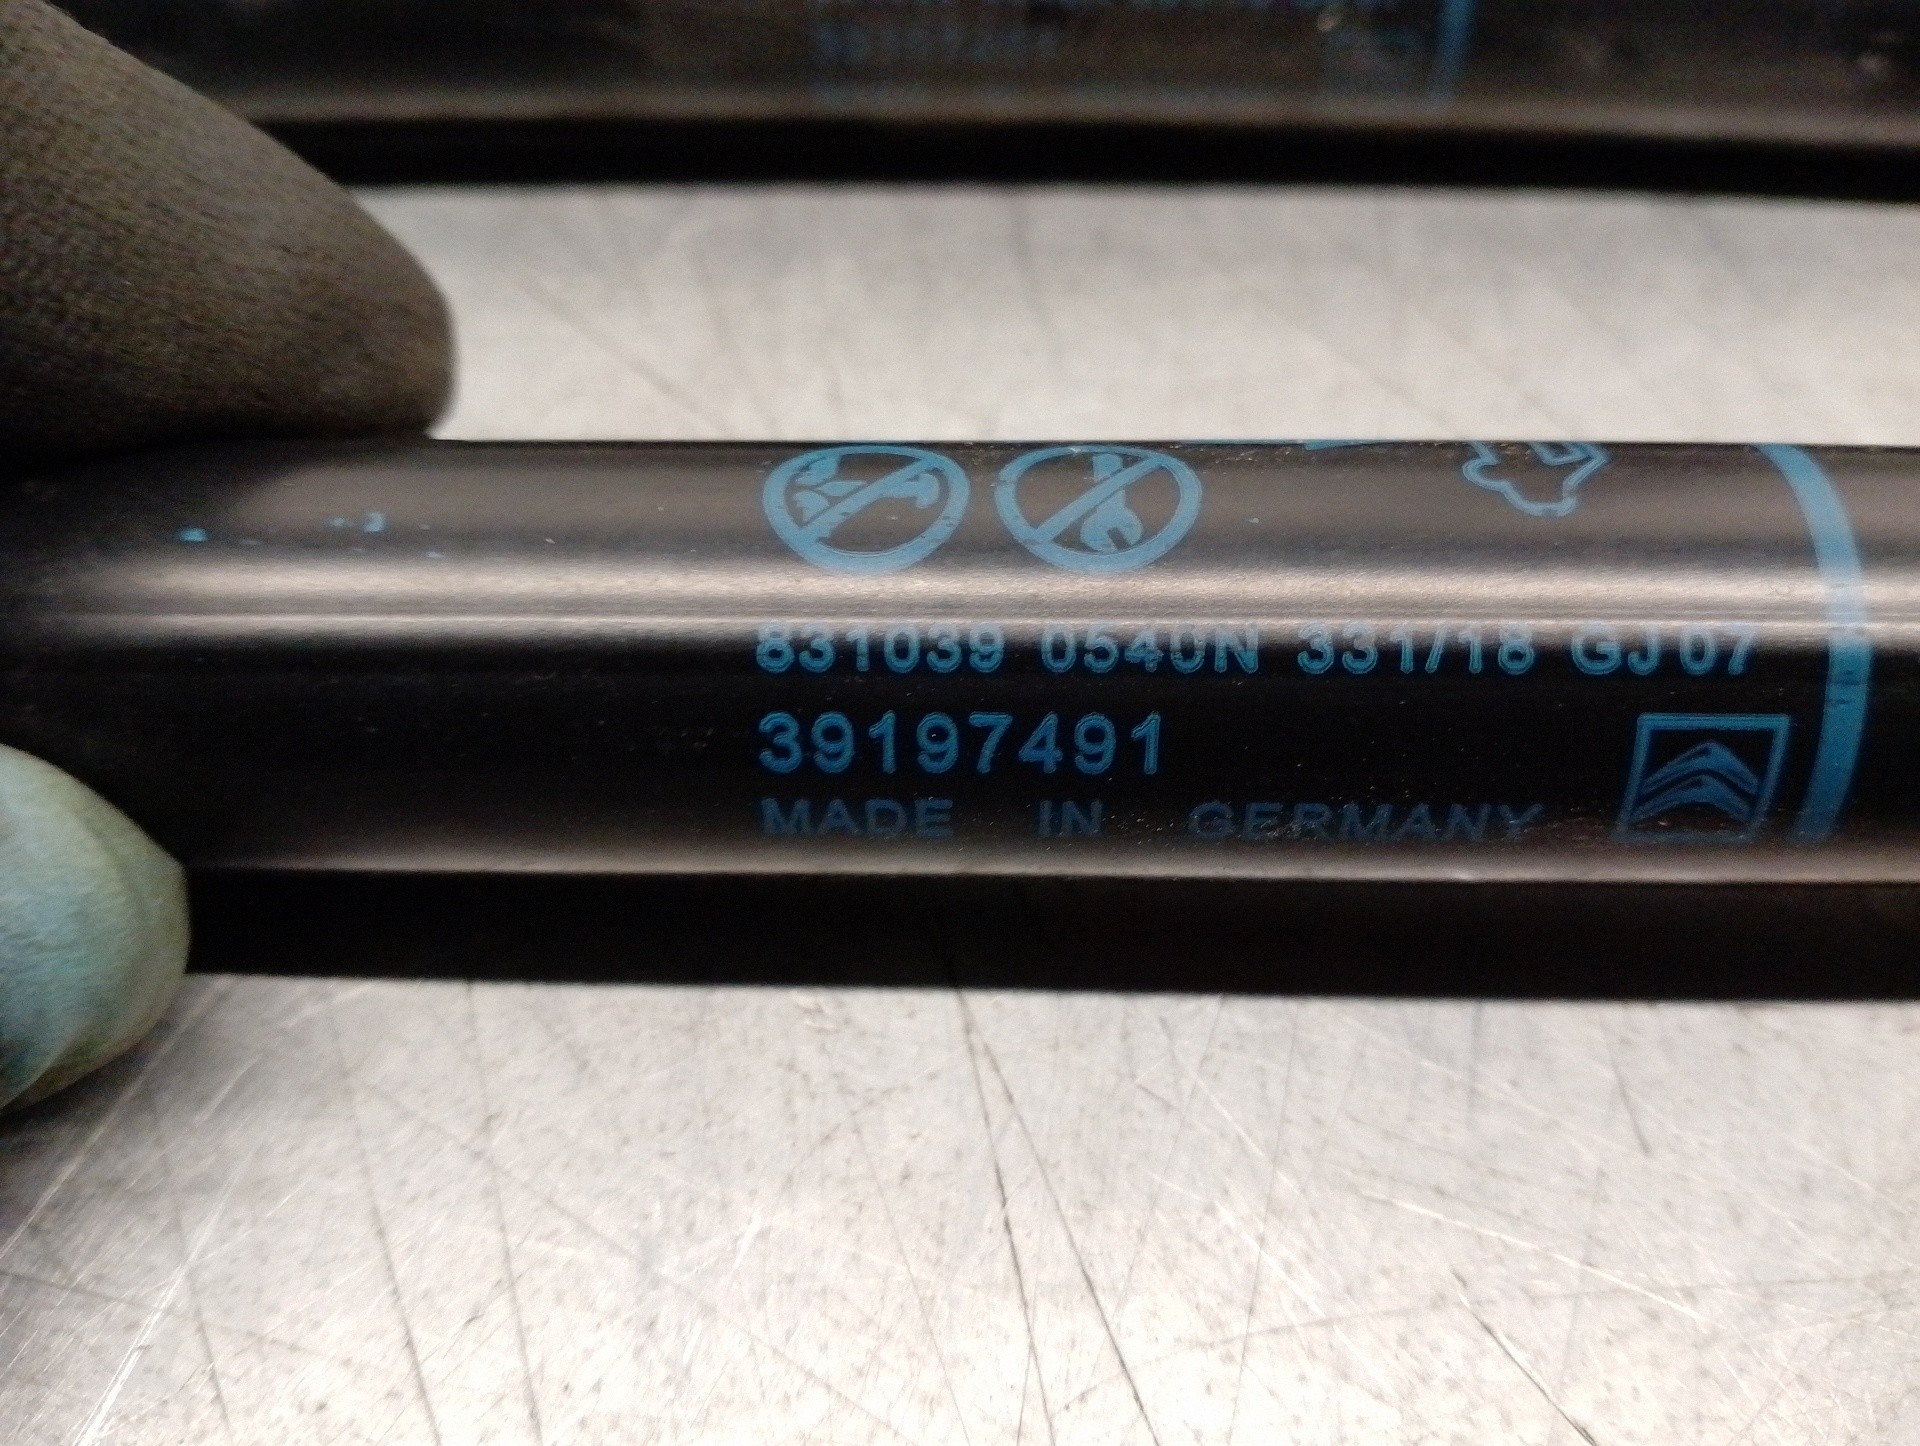 831039 0540N 331/18 GJ07
39197491
MADE IN GERMANY